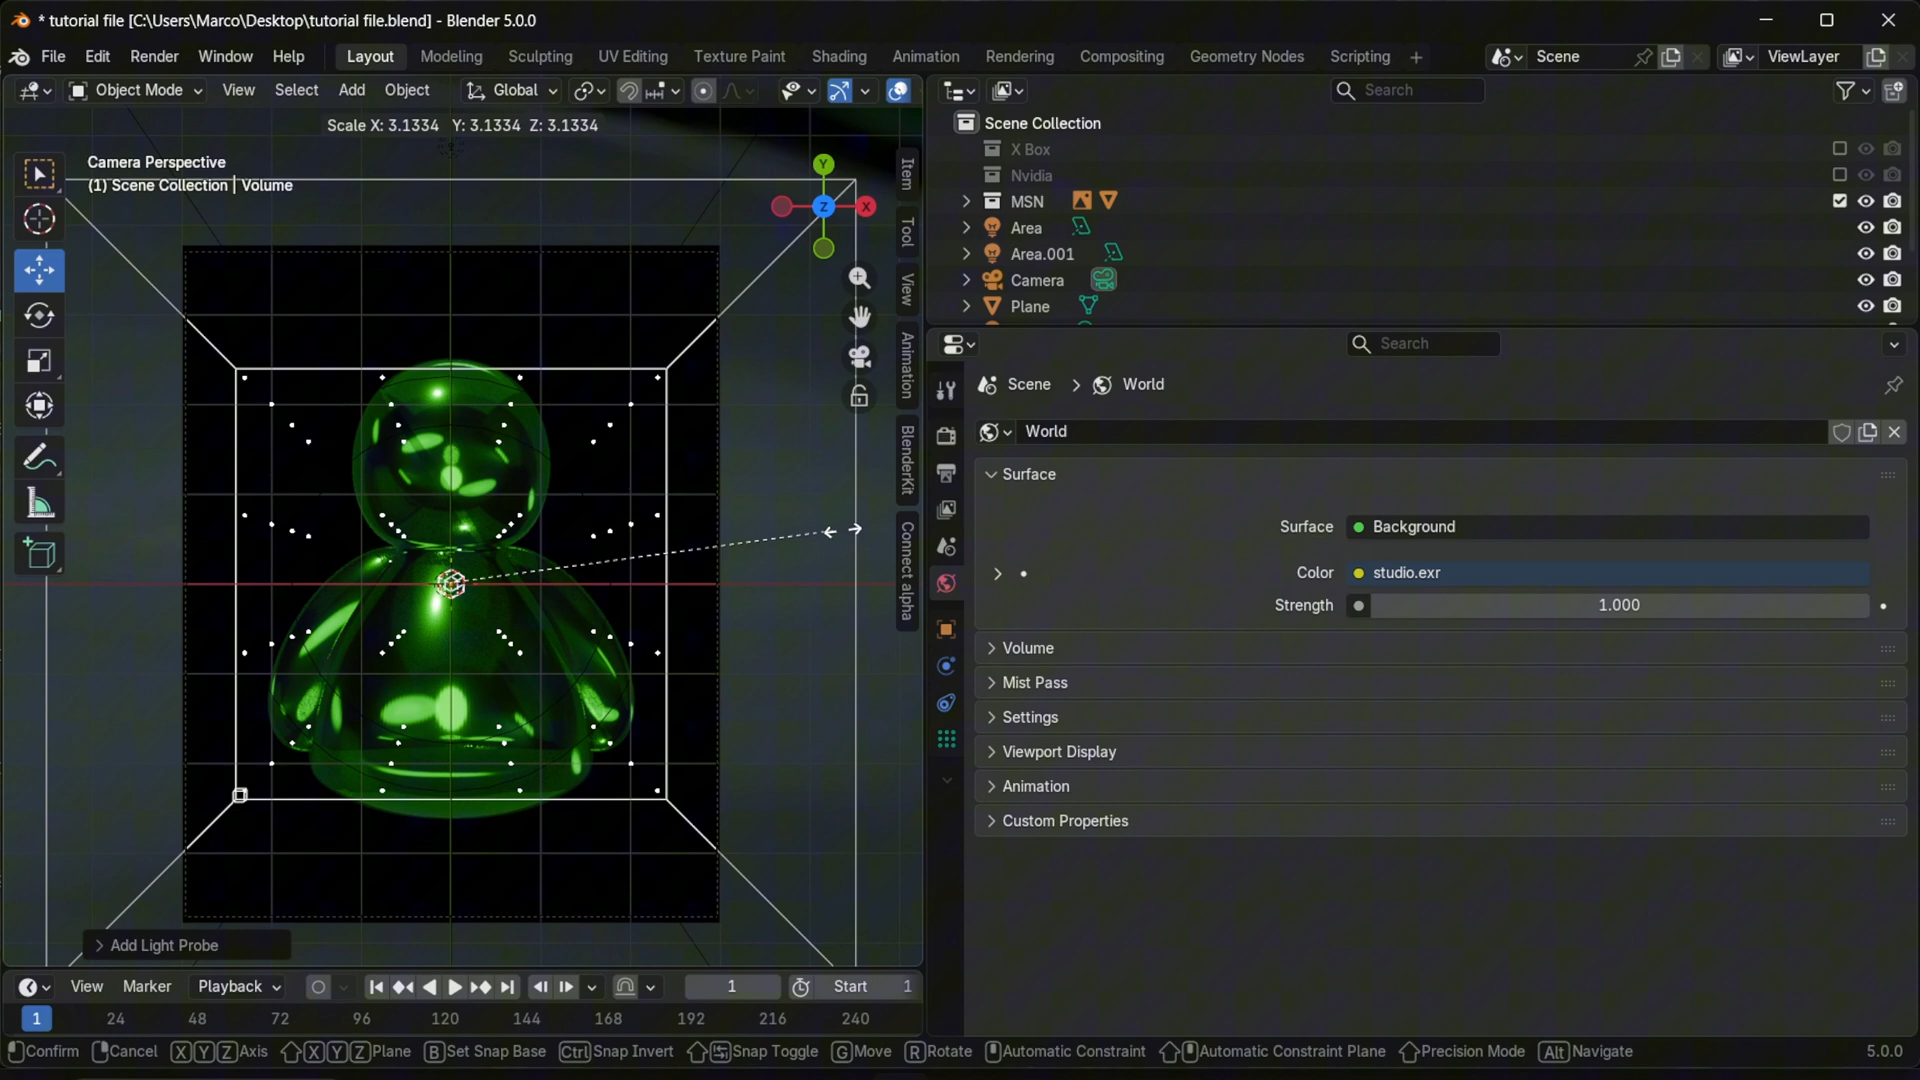 * tutorial file [C:\Users\Marco\Desktop\tutorial file.blend] - Blender 5.0.0
File Edit Render Window Help Layout Modeling Sculpting UV Editing Texture Paint Shading Animation Rendering Compositing Geometry Nodes Scripting + Scene ViewLayer
Object Mode View Select Add Object Global
Scale X: 3.1334 Y: 3.1334 Z: 3.1334
Camera Perspective
(1) Scene Collection | Volume
Y
Z
X
Item
Tool
View
Animation
BlenderKit
Connect alpha
Add Light Probe
Search
Scene Collection
X Box
Nvidia
MSN
Area
Area.001
Camera
Plane
Search
Scene > World
World
Surface
Surface Background
Color studio.exr
Strength 1.000
Volume
Mist Pass
Settings
Viewport Display
Animation
Custom Properties
View Marker Playback 1 Start 1
1 24 48 72 96 120 144 168 192 216 240
Confirm Cancel X Y Z Axis X Y Z Plane B Set Snap Base Ctrl Snap Invert Snap Toggle G Move R Rotate Automatic Constraint Automatic Constraint Plane Precision Mode Alt Navigate 5.0.0